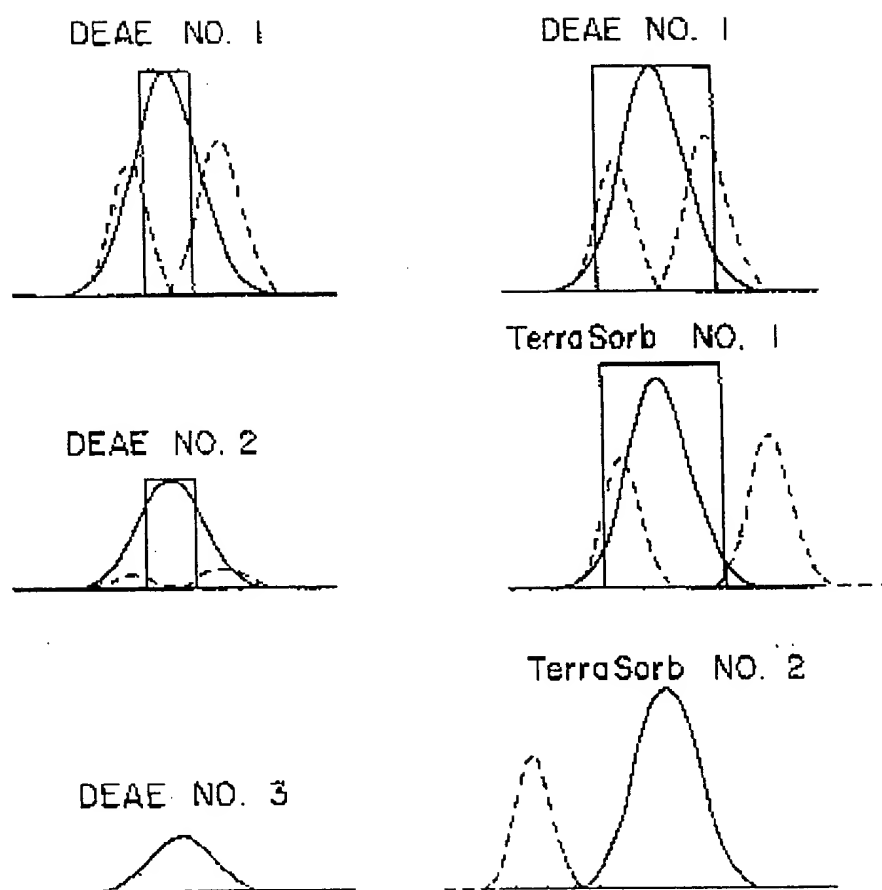 DEAE NO. 1
DEAE NO. 1
TerraSorb NO. 1
DEAE NO. 2
TerraSorb NO. 2
DEAE NO. 3